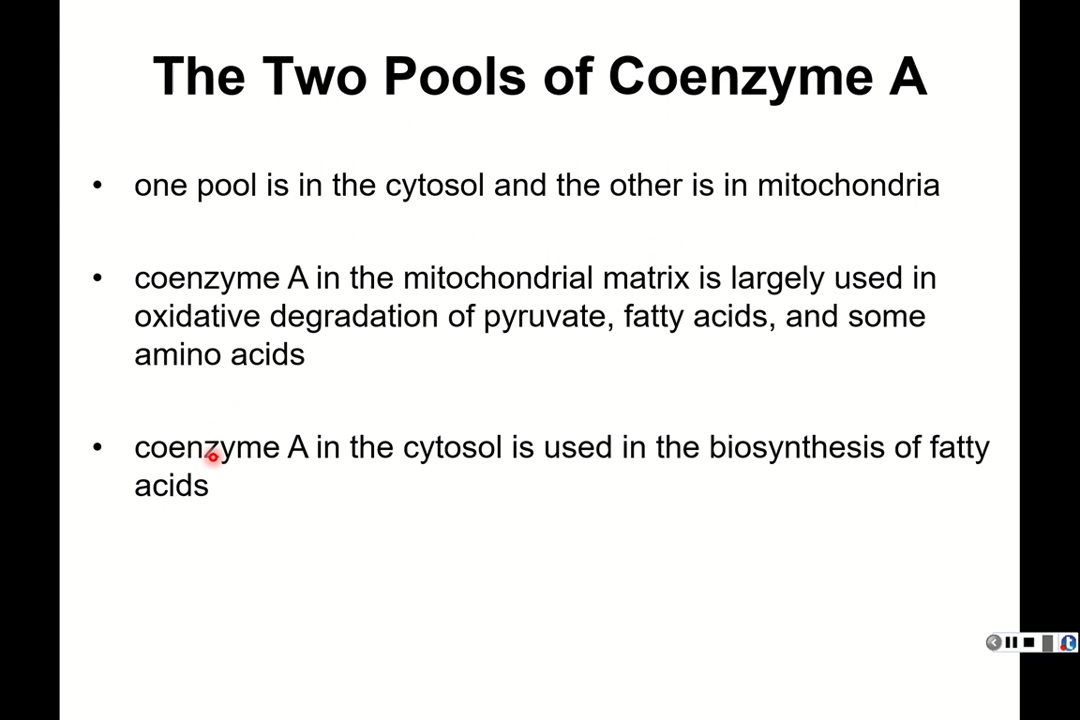 The Two Pools of Coenzyme A
• one pool is in the cytosol and the other is in mitochondria
• coenzyme A in the mitochondrial matrix is largely used in
oxidative degradation of pyruvate, fatty acids, and some
amino acids
• coenzyme A in the cytosol is used in the biosynthesis of fatty
acids
t